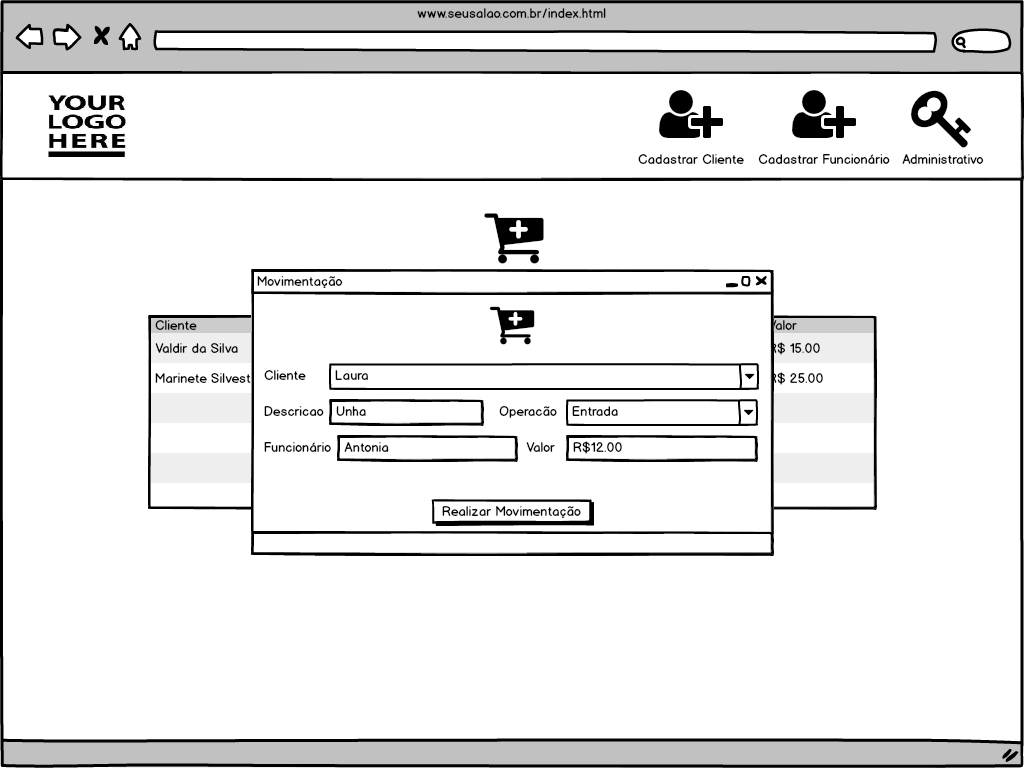 www.seusalao.com.br/index.html
YOUR
LOGO
HERE
Cadastrar Cliente
Cadastrar Funcionário
Administrativo
Movimentação
Cliente
Valor
Valdir da Silva
R$ 15.00
Marinete Silvest
R$ 25.00
Cliente Laura
Descricao Unha Operacão Entrada
Funcionário Antonia Valor R$12.00
Realizar Movimentação